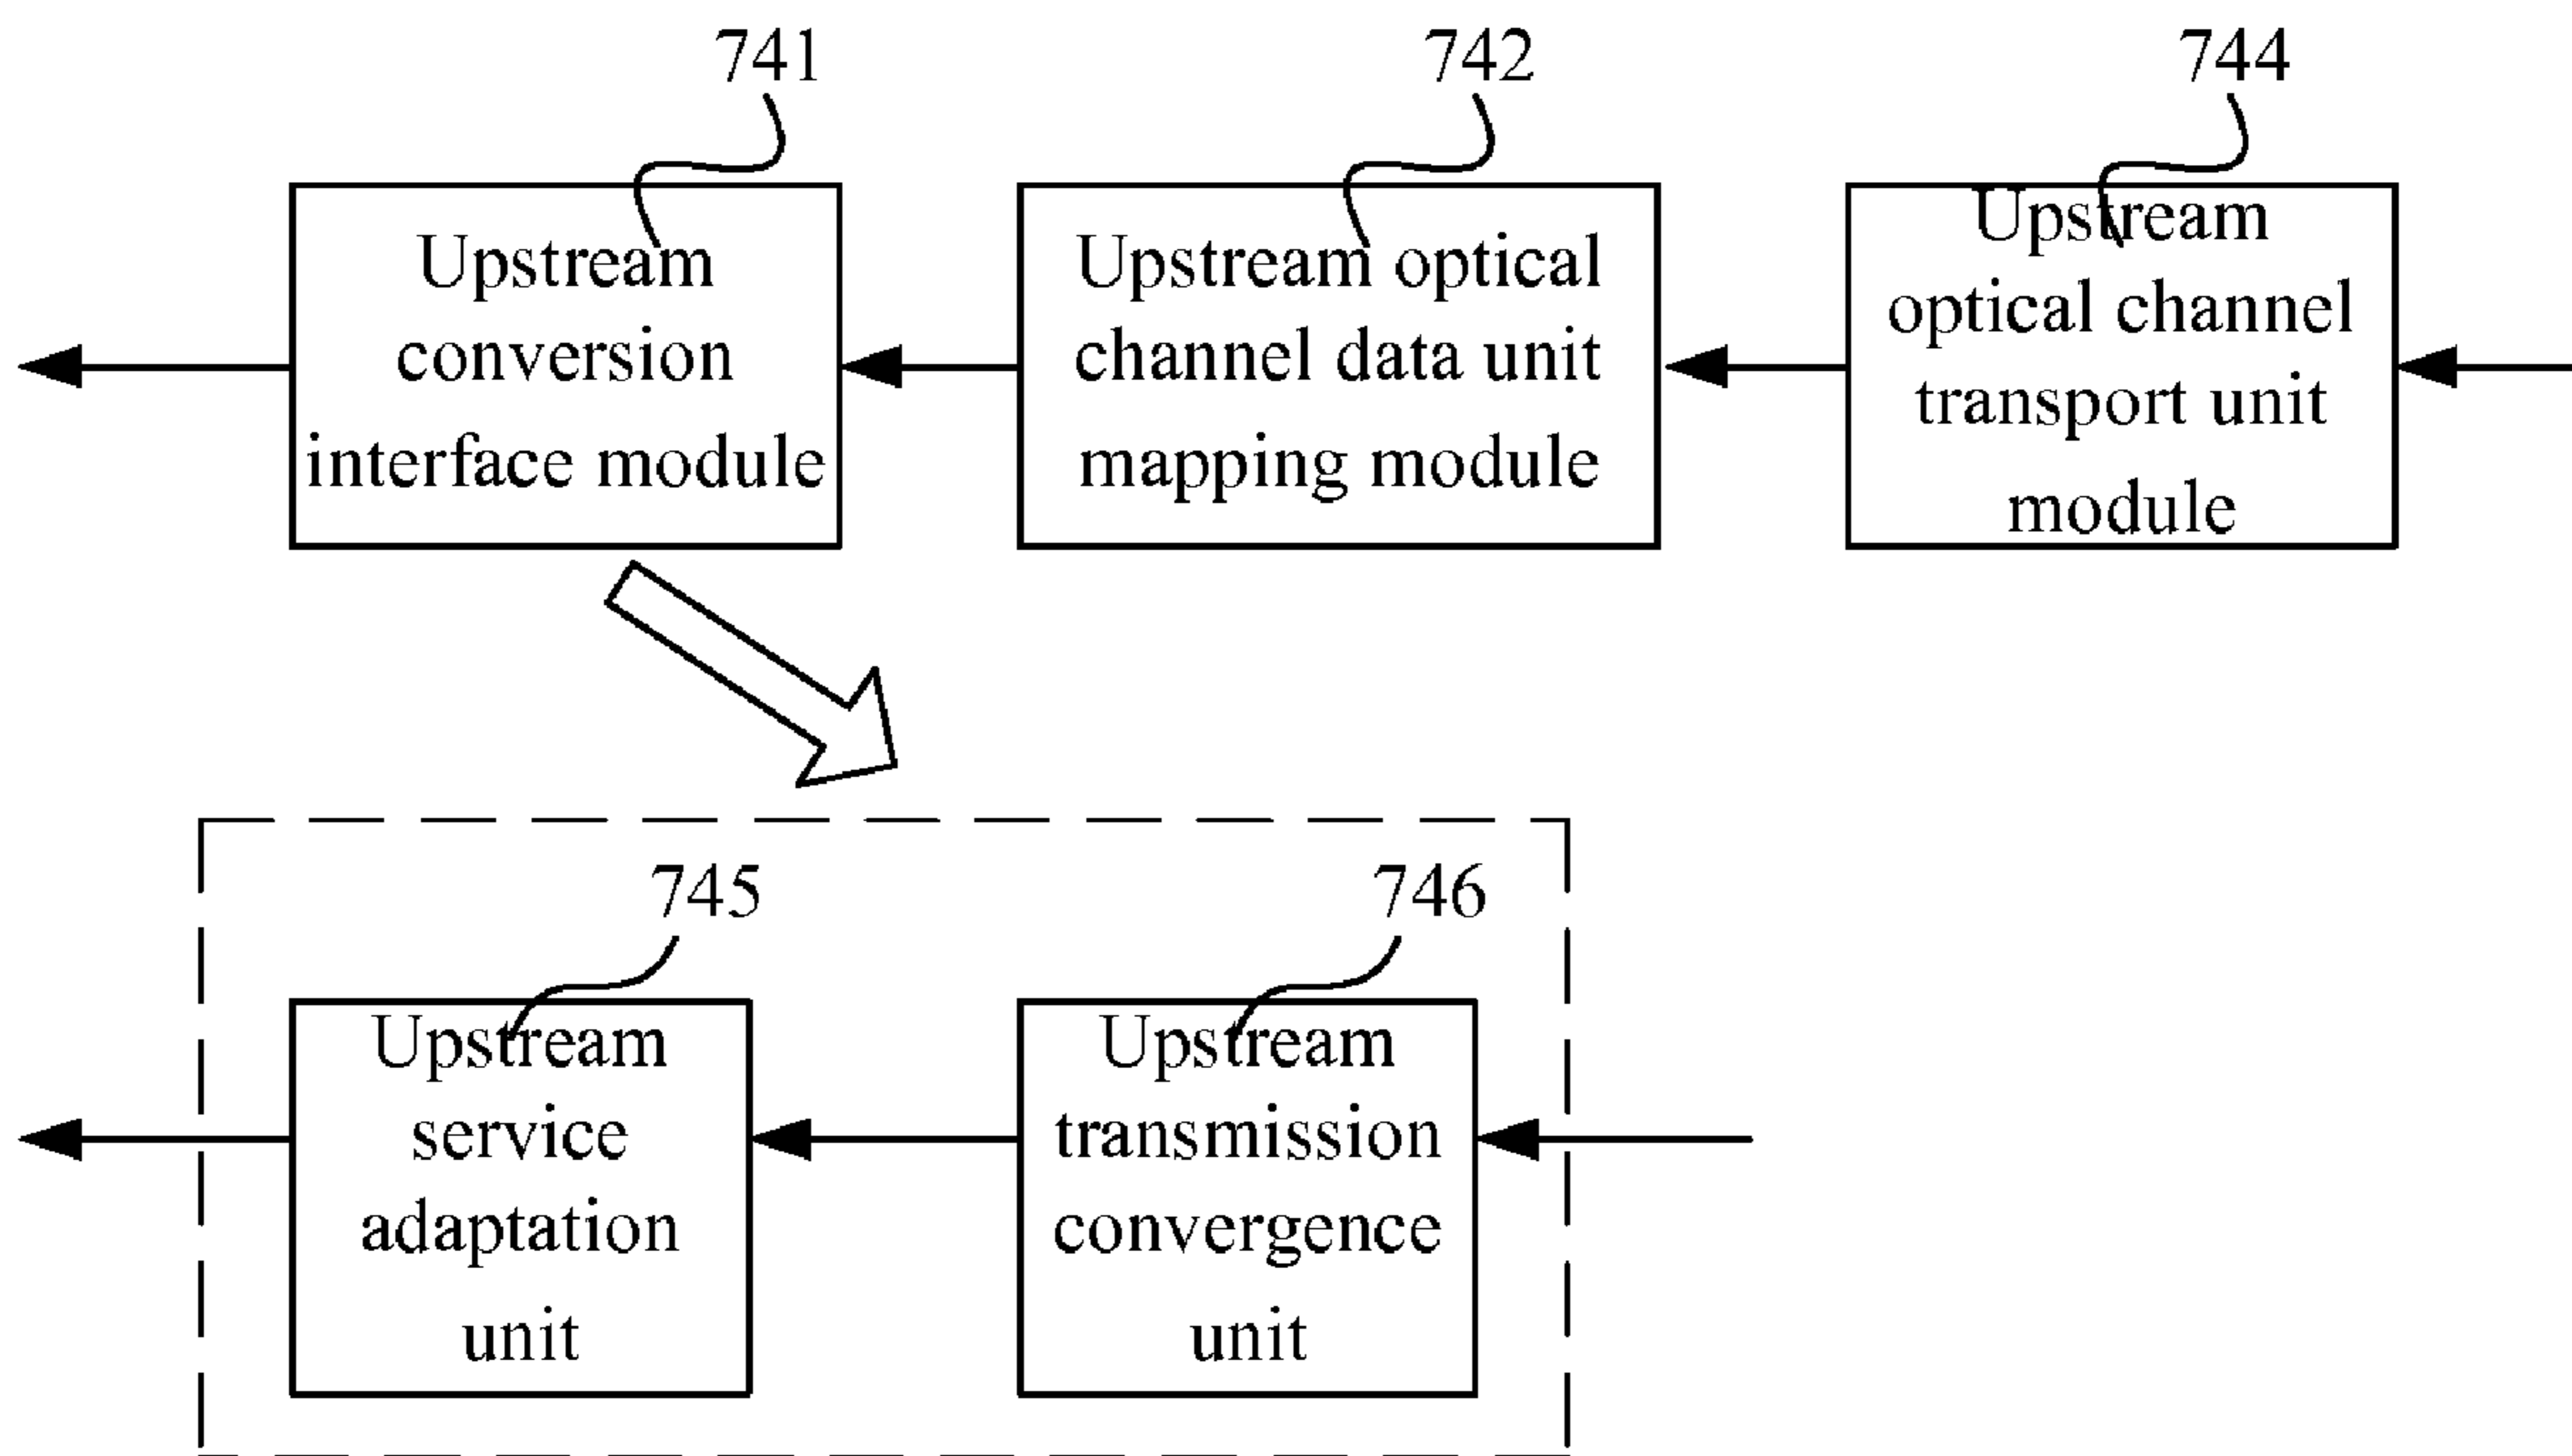 741
742
744
Upstream
conversion
interface module
Upstream optical
channel data unit
mapping module
Upstream
optical channel
transport unit
module
745
746
Upstream
service
adaptation
unit
Upstream
transmission
convergence
unit